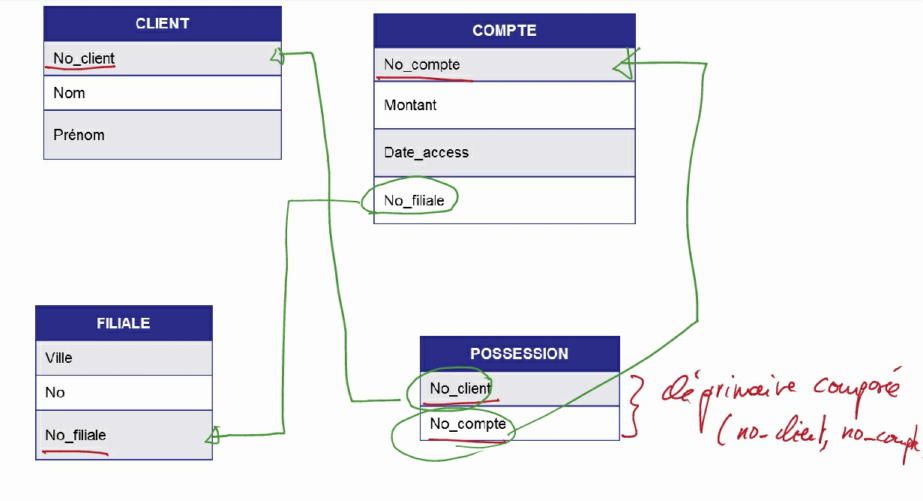 CLIENT
No_client
Nom
Prénom
COMPTE
No_compte
Montant
Date_access
No_filiale
FILIALE
Ville
No
No_filiale
POSSESSION
No_client
No_compte
clé primaire composée
(no_client, no_compte